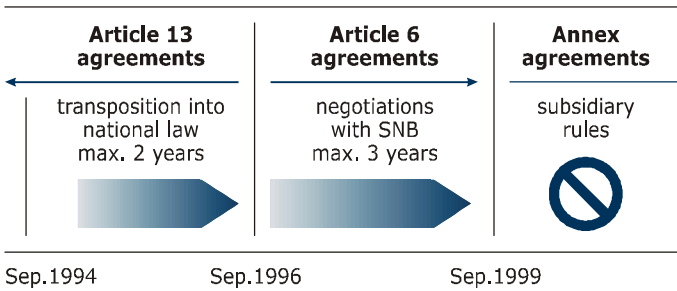 Article 13
agreements
Article 6
agreements
Annex
agreements
transposition into
national law
max. 2 years
negotiations
with SNB
max. 3 years
subsidiary
rules
Sep.1994
Sep.1996
Sep.1999